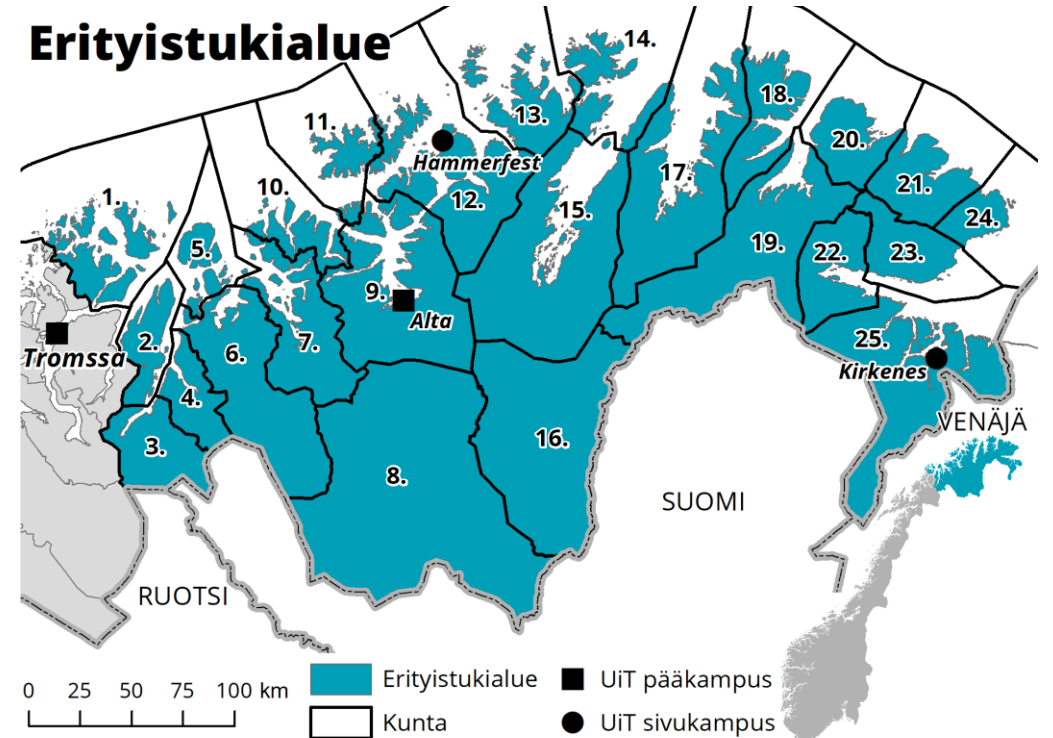 Erityistukialue
14.
11.
13.
18.
Hammerfest
20.
1.
10.
12.
17.
21.
5.
15.
24.
19.
22.
23.
9.
Alta
Tromssa
2.
6.
7.
25.
Kirkenes
4.
3.
16.
VENÄJÄ
8.
SUOMI
RUOTSI
0 25 50 75 100 km
Erityistukialue
UiT pääkampus
Kunta
UiT sivukampus